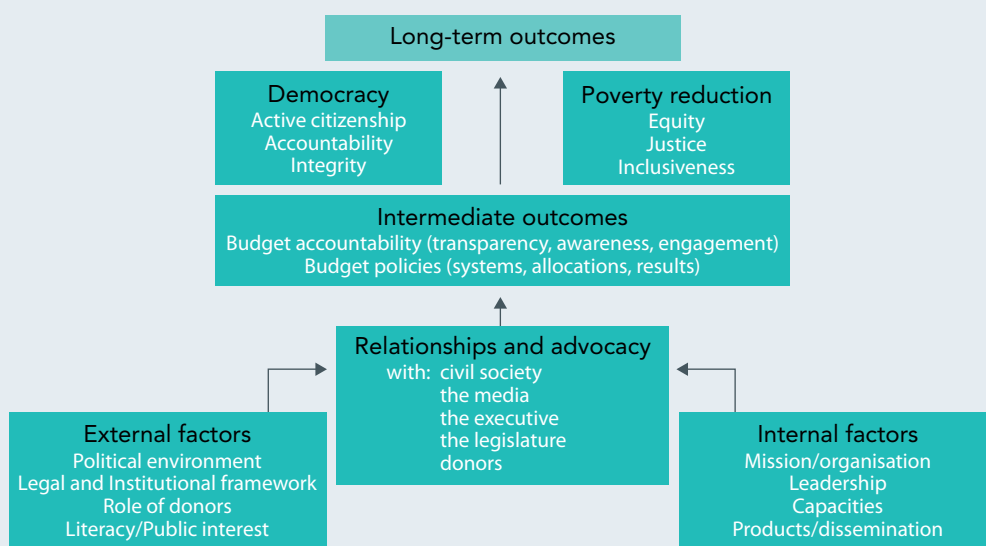 Long-term outcomes
Democracy
Active citizenship
Accountability
Integrity
Poverty reduction
Equity
Justice
Inclusiveness
Intermediate outcomes
Budget accountability (transparency, awareness, engagement)
Budget policies (systems, allocations, results)
Relationships and advocacy
with: civil society
the media
the executive
the legislature
donors
External factors
Political environment
Legal and Institutional framework
Role of donors
Literacy/Public interest
Internal factors
Mission/organisation
Leadership
Capacities
Products/dissemination